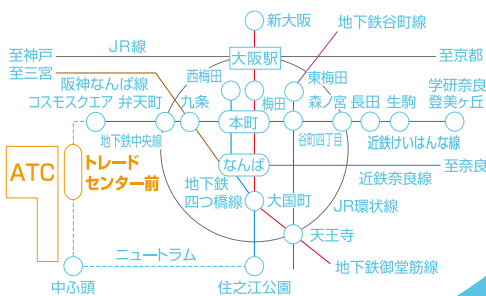 新大阪
地下鉄谷町線
至神戸
JR線
大阪駅
至京都
至三宮
阪神なんば線
西梅田
梅田
東梅田
学研奈良
登美ヶ丘
コスモスクエア
弁天町
九条
本町
森ノ宮
長田
生駒
地下鉄中央線
谷町四丁目
近鉄けいはんな線
ATC
トレード
センター前
なんば
至奈良
近鉄奈良線
地下鉄
四つ橋線
大国町
JR環状線
天王寺
ニュートラム
地下鉄御堂筋線
中ふ頭
住之江公園